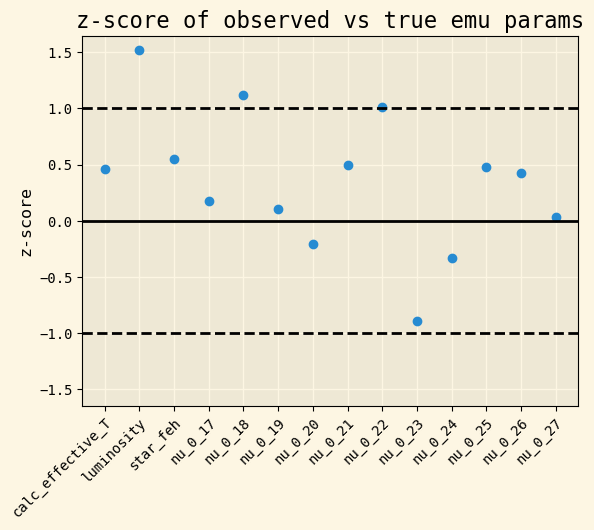 z-score of observed vs true emu params
z-score
1.5
1.0
0.5
0.0
−0.5
−1.0
−1.5
calc_effective_T
luminosity
star_feh
nu_0_17
nu_0_18
nu_0_19
nu_0_20
nu_0_21
nu_0_22
nu_0_23
nu_0_24
nu_0_25
nu_0_26
nu_0_27